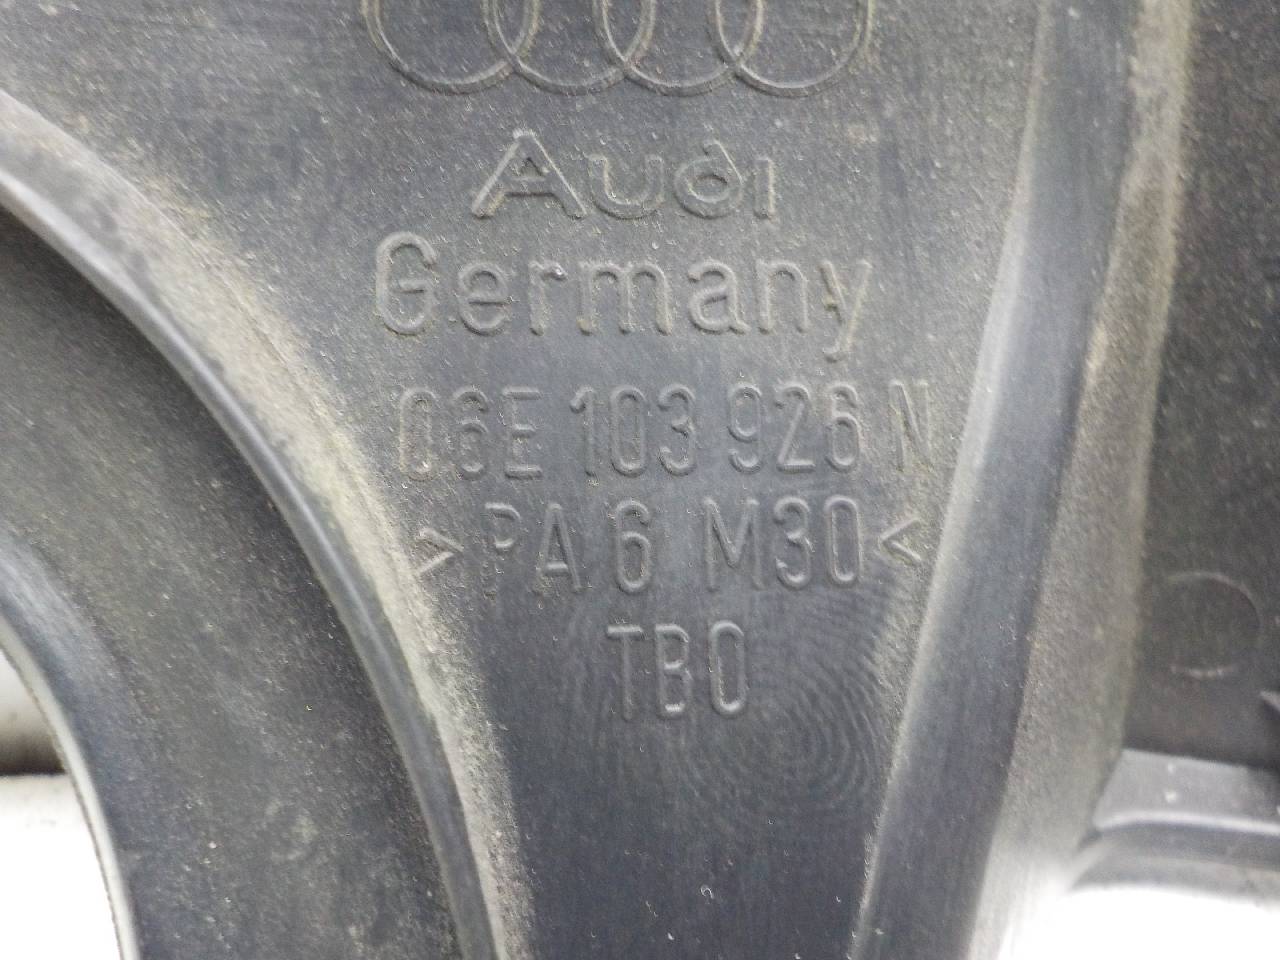 Audi
Germany
06E 103 926 N
>PA 6 M30<
TBO